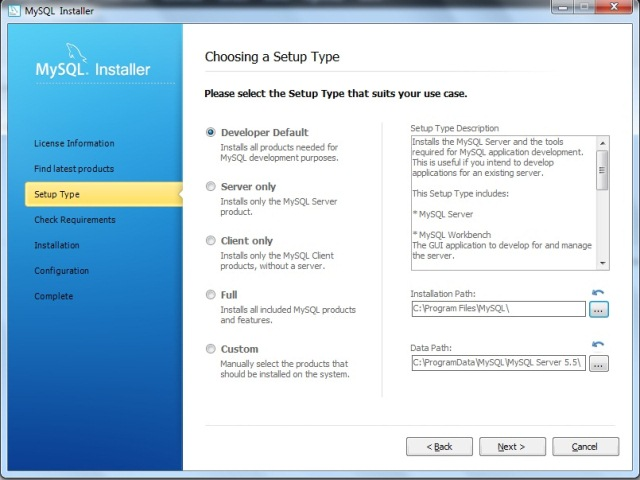 MySQL Installer
MySQL. Installer
License Information
Find latest products
Setup Type
Check Requirements
Installation
Configuration
Complete
Choosing a Setup Type
Please select the Setup Type that suits your use case.
Developer Default
Installs all products needed for
MySQL development purposes.
Server only
Installs only the MySQL Server
product.
Client only
Installs only the MySQL Client
products, without a server.
Full
Installs all included MySQL products
and features.
Custom
Manually select the products that
should be installed on the system.
Setup Type Description
Installs the MySQL Server and the tools
required for MySQL application development.
This is useful if you intend to develop
applications for an existing server.
This Setup Type includes:
* MySQL Server
* MySQL Workbench
The GUI application to develop for and manage
the server.
Installation Path:
C:\Program Files\MySQL\
...
Data Path:
C:\ProgramData\MySQL\MySQL Server 5.5\
...
< Back
Next >
Cancel